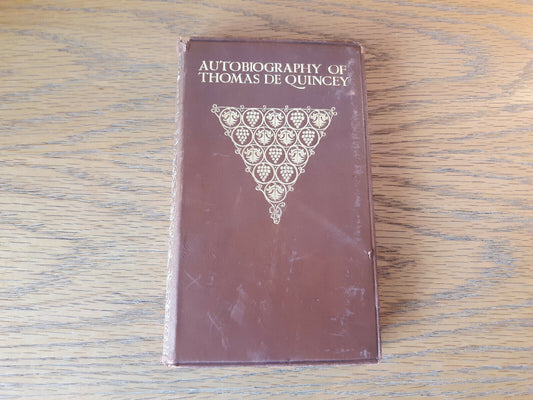 AUTOBIOGRAPHY OF
THOMAS DE QUINCEY